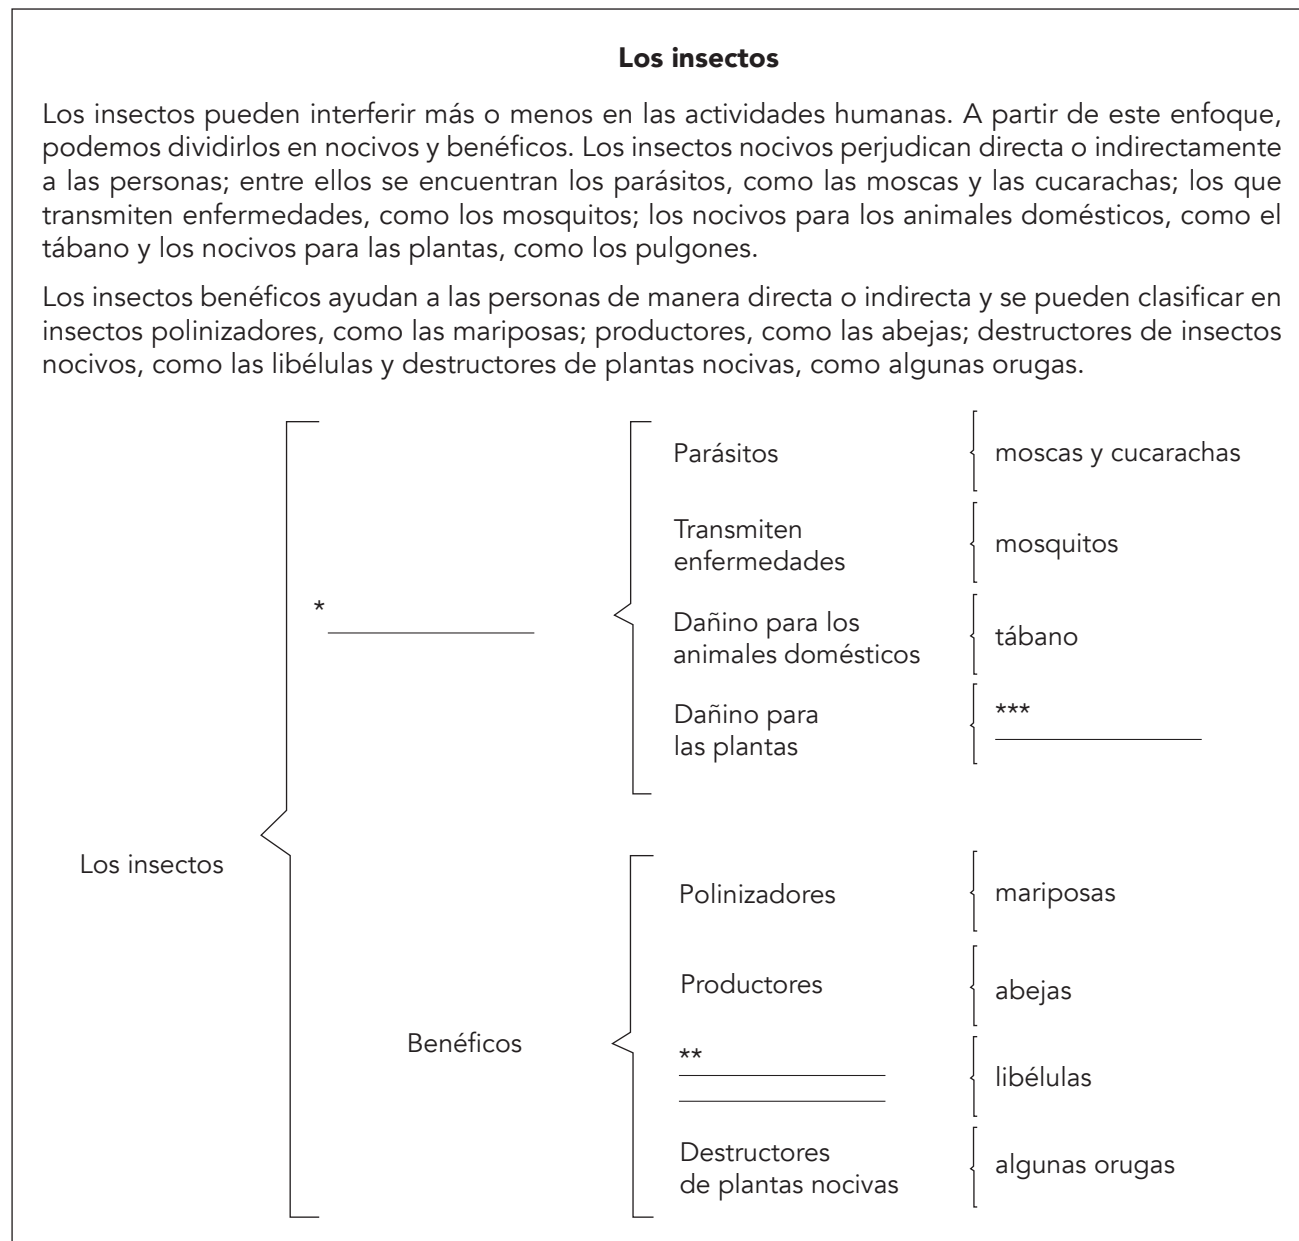 Los insectos
Los insectos pueden interferir más o menos en las actividades humanas. A partir de este enfoque,
podemos dividirlos en nocivos y benéficos. Los insectos nocivos perjudican directa o indirectamente
a las personas; entre ellos se encuentran los parásitos, como las moscas y las cucarachas; los que
transmiten enfermedades, como los mosquitos; los nocivos para los animales domésticos, como el
tábano y los nocivos para las plantas, como los pulgones.
Los insectos benéficos ayudan a las personas de manera directa o indirecta y se pueden clasificar en
insectos polinizadores, como las mariposas; productores, como las abejas; destructores de insectos
nocivos, como las libélulas y destructores de plantas nocivas, como algunas orugas.
Los insectos
*
Parásitos
moscas y cucarachas
Transmiten
enfermedades
mosquitos
Dañino para los
animales domésticos
tábano
Dañino para
las plantas
***
Benéficos
Polinizadores
mariposas
Productores
abejas
**
libélulas
Destructores
de plantas nocivas
algunas orugas